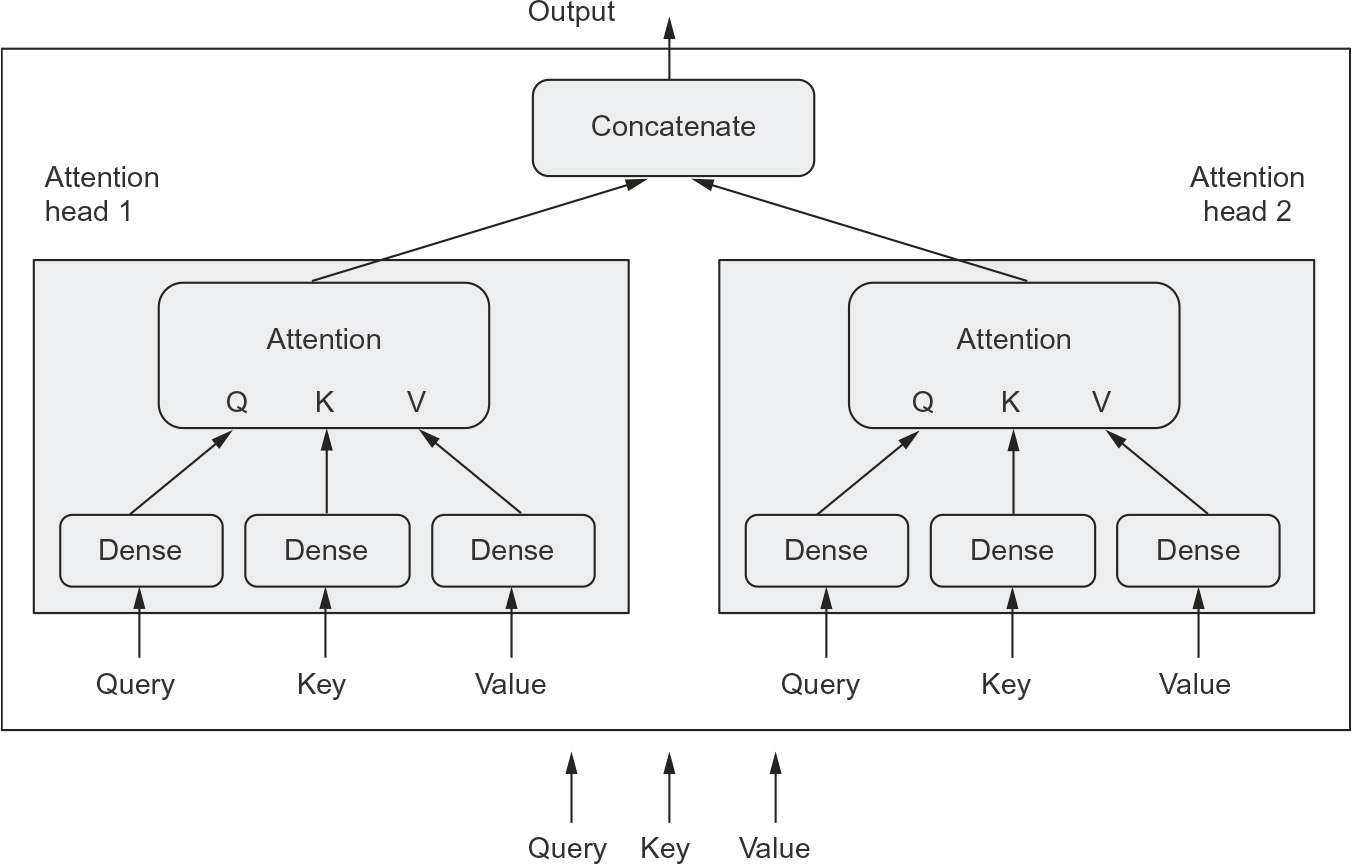 Output
Concatenate
Attention
head 1
Attention
head 2
Attention
Q K V
Attention
Q K V
Dense Dense Dense
Dense Dense Dense
Query Key Value
Query Key Value
Query Key Value